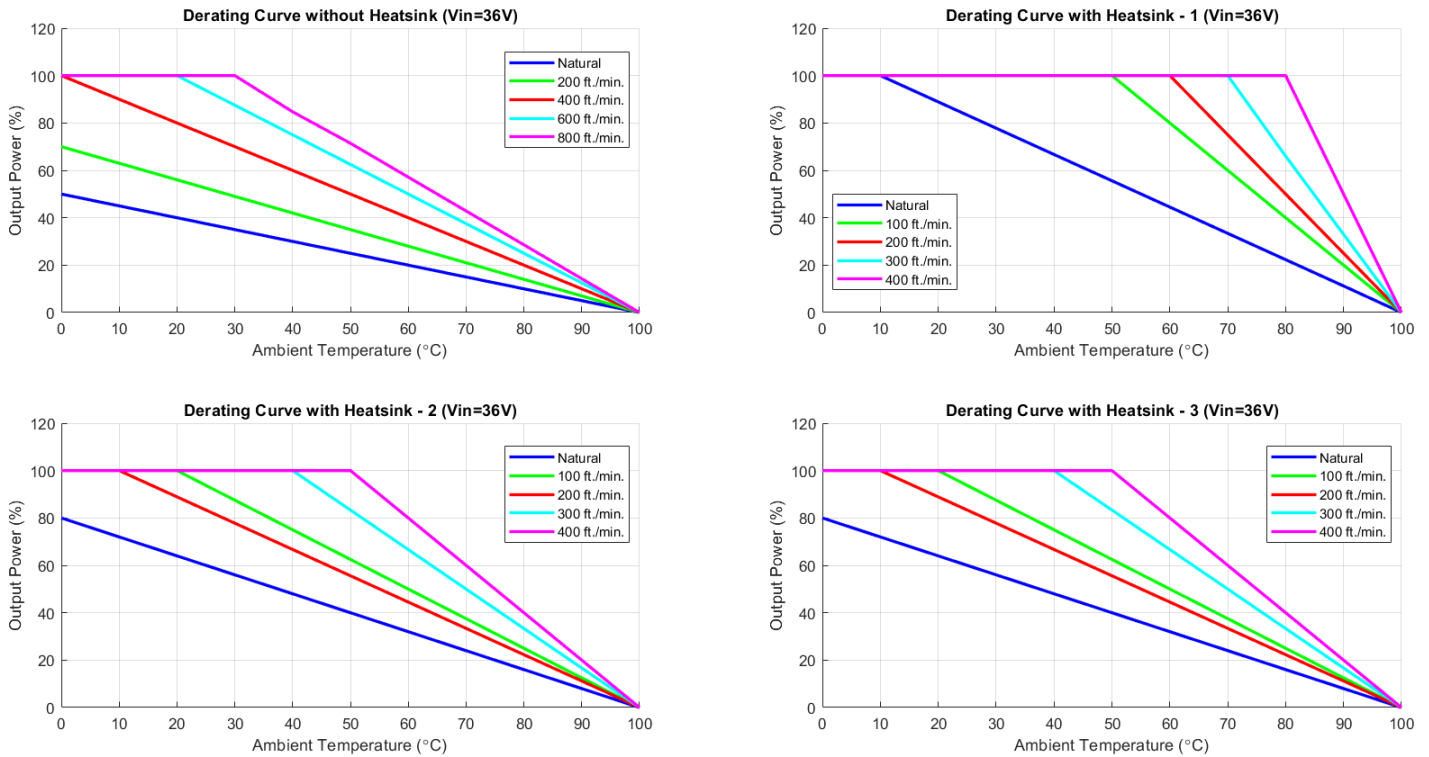 Derating Curve without Heatsink (Vin=36V)
120
100
80
60
40
20
0
Output Power (%)
Natural
200 ft./min.
400 ft./min.
600 ft./min.
800 ft./min.
0 10 20 30 40 50 60 70 80 90 100
Ambient Temperature (°C)
Derating Curve with Heatsink - 1 (Vin=36V)
120
100
80
60
40
20
0
Output Power (%)
Natural
100 ft./min.
200 ft./min.
300 ft./min.
400 ft./min.
0 10 20 30 40 50 60 70 80 90 100
Ambient Temperature (°C)
Derating Curve with Heatsink - 2 (Vin=36V)
120
100
80
60
40
20
0
Output Power (%)
Natural
100 ft./min.
200 ft./min.
300 ft./min.
400 ft./min.
0 10 20 30 40 50 60 70 80 90 100
Ambient Temperature (°C)
Derating Curve with Heatsink - 3 (Vin=36V)
120
100
80
60
40
20
0
Output Power (%)
Natural
100 ft./min.
200 ft./min.
300 ft./min.
400 ft./min.
0 10 20 30 40 50 60 70 80 90 100
Ambient Temperature (°C)